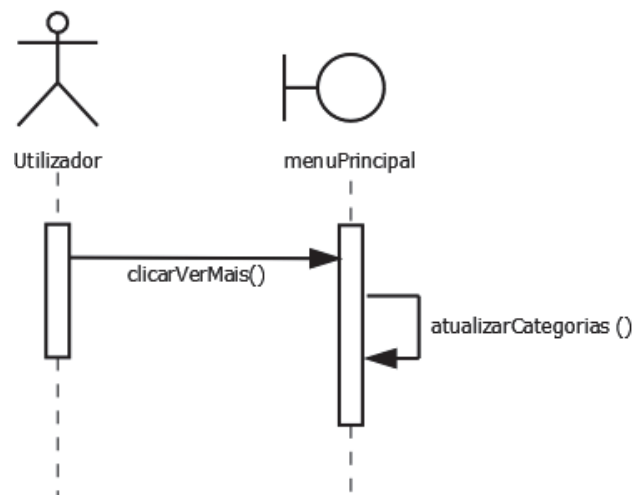 Utilizador
menuPrincipal
clicarVerMais()
atualizarCategorias ()